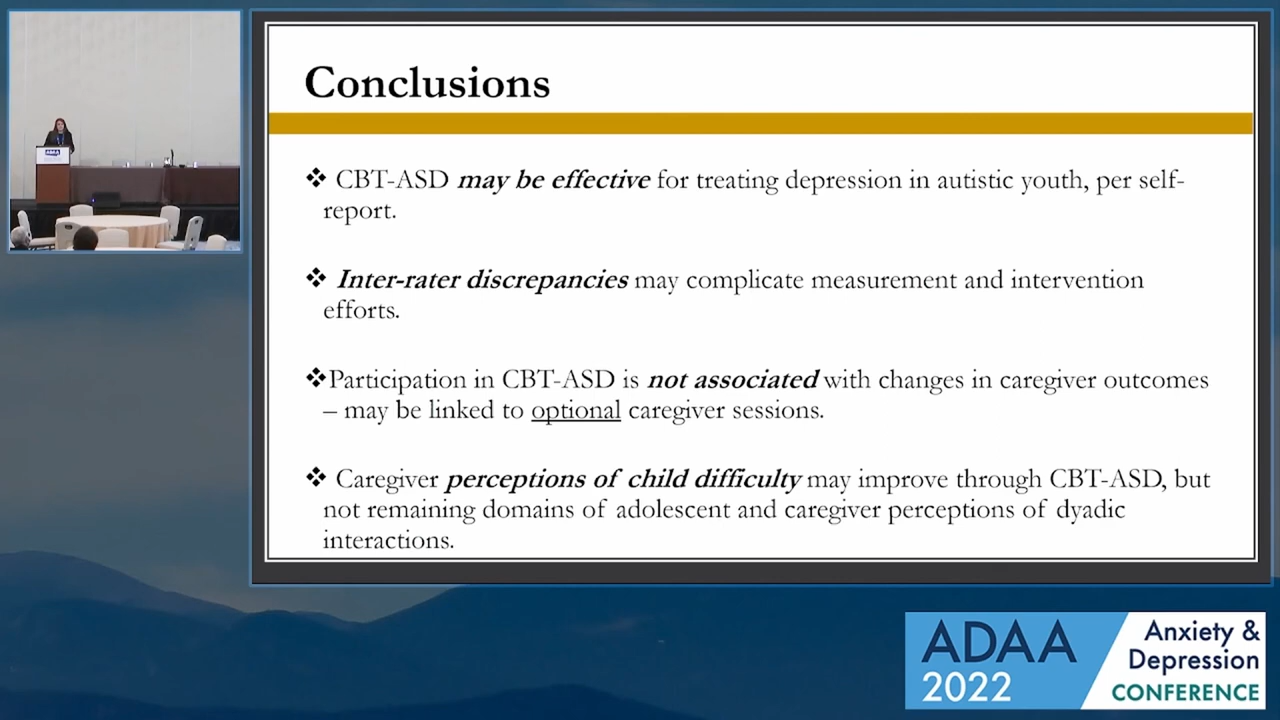 Conclusions
❖ CBT-ASD may be effective for treating depression in autistic youth, per self-
report.
❖ Inter-rater discrepancies may complicate measurement and intervention
efforts.
❖Participation in CBT-ASD is not associated with changes in caregiver outcomes
– may be linked to optional caregiver sessions.
❖ Caregiver perceptions of child difficulty may improve through CBT-ASD, but
not remaining domains of adolescent and caregiver perceptions of dyadic
interactions.
ADAA
2022
Anxiety &
Depression
CONFERENCE